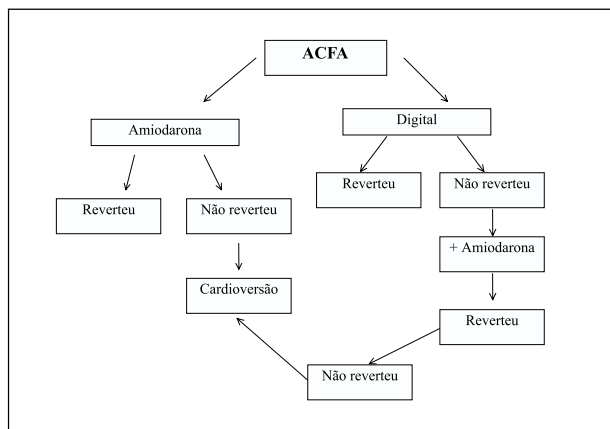 ACFA
Amiodarona
Digital
Reverteu
Não reverteu
Reverteu
Não reverteu
+ Amiodarona
Cardioversão
Reverteu
Não reverteu